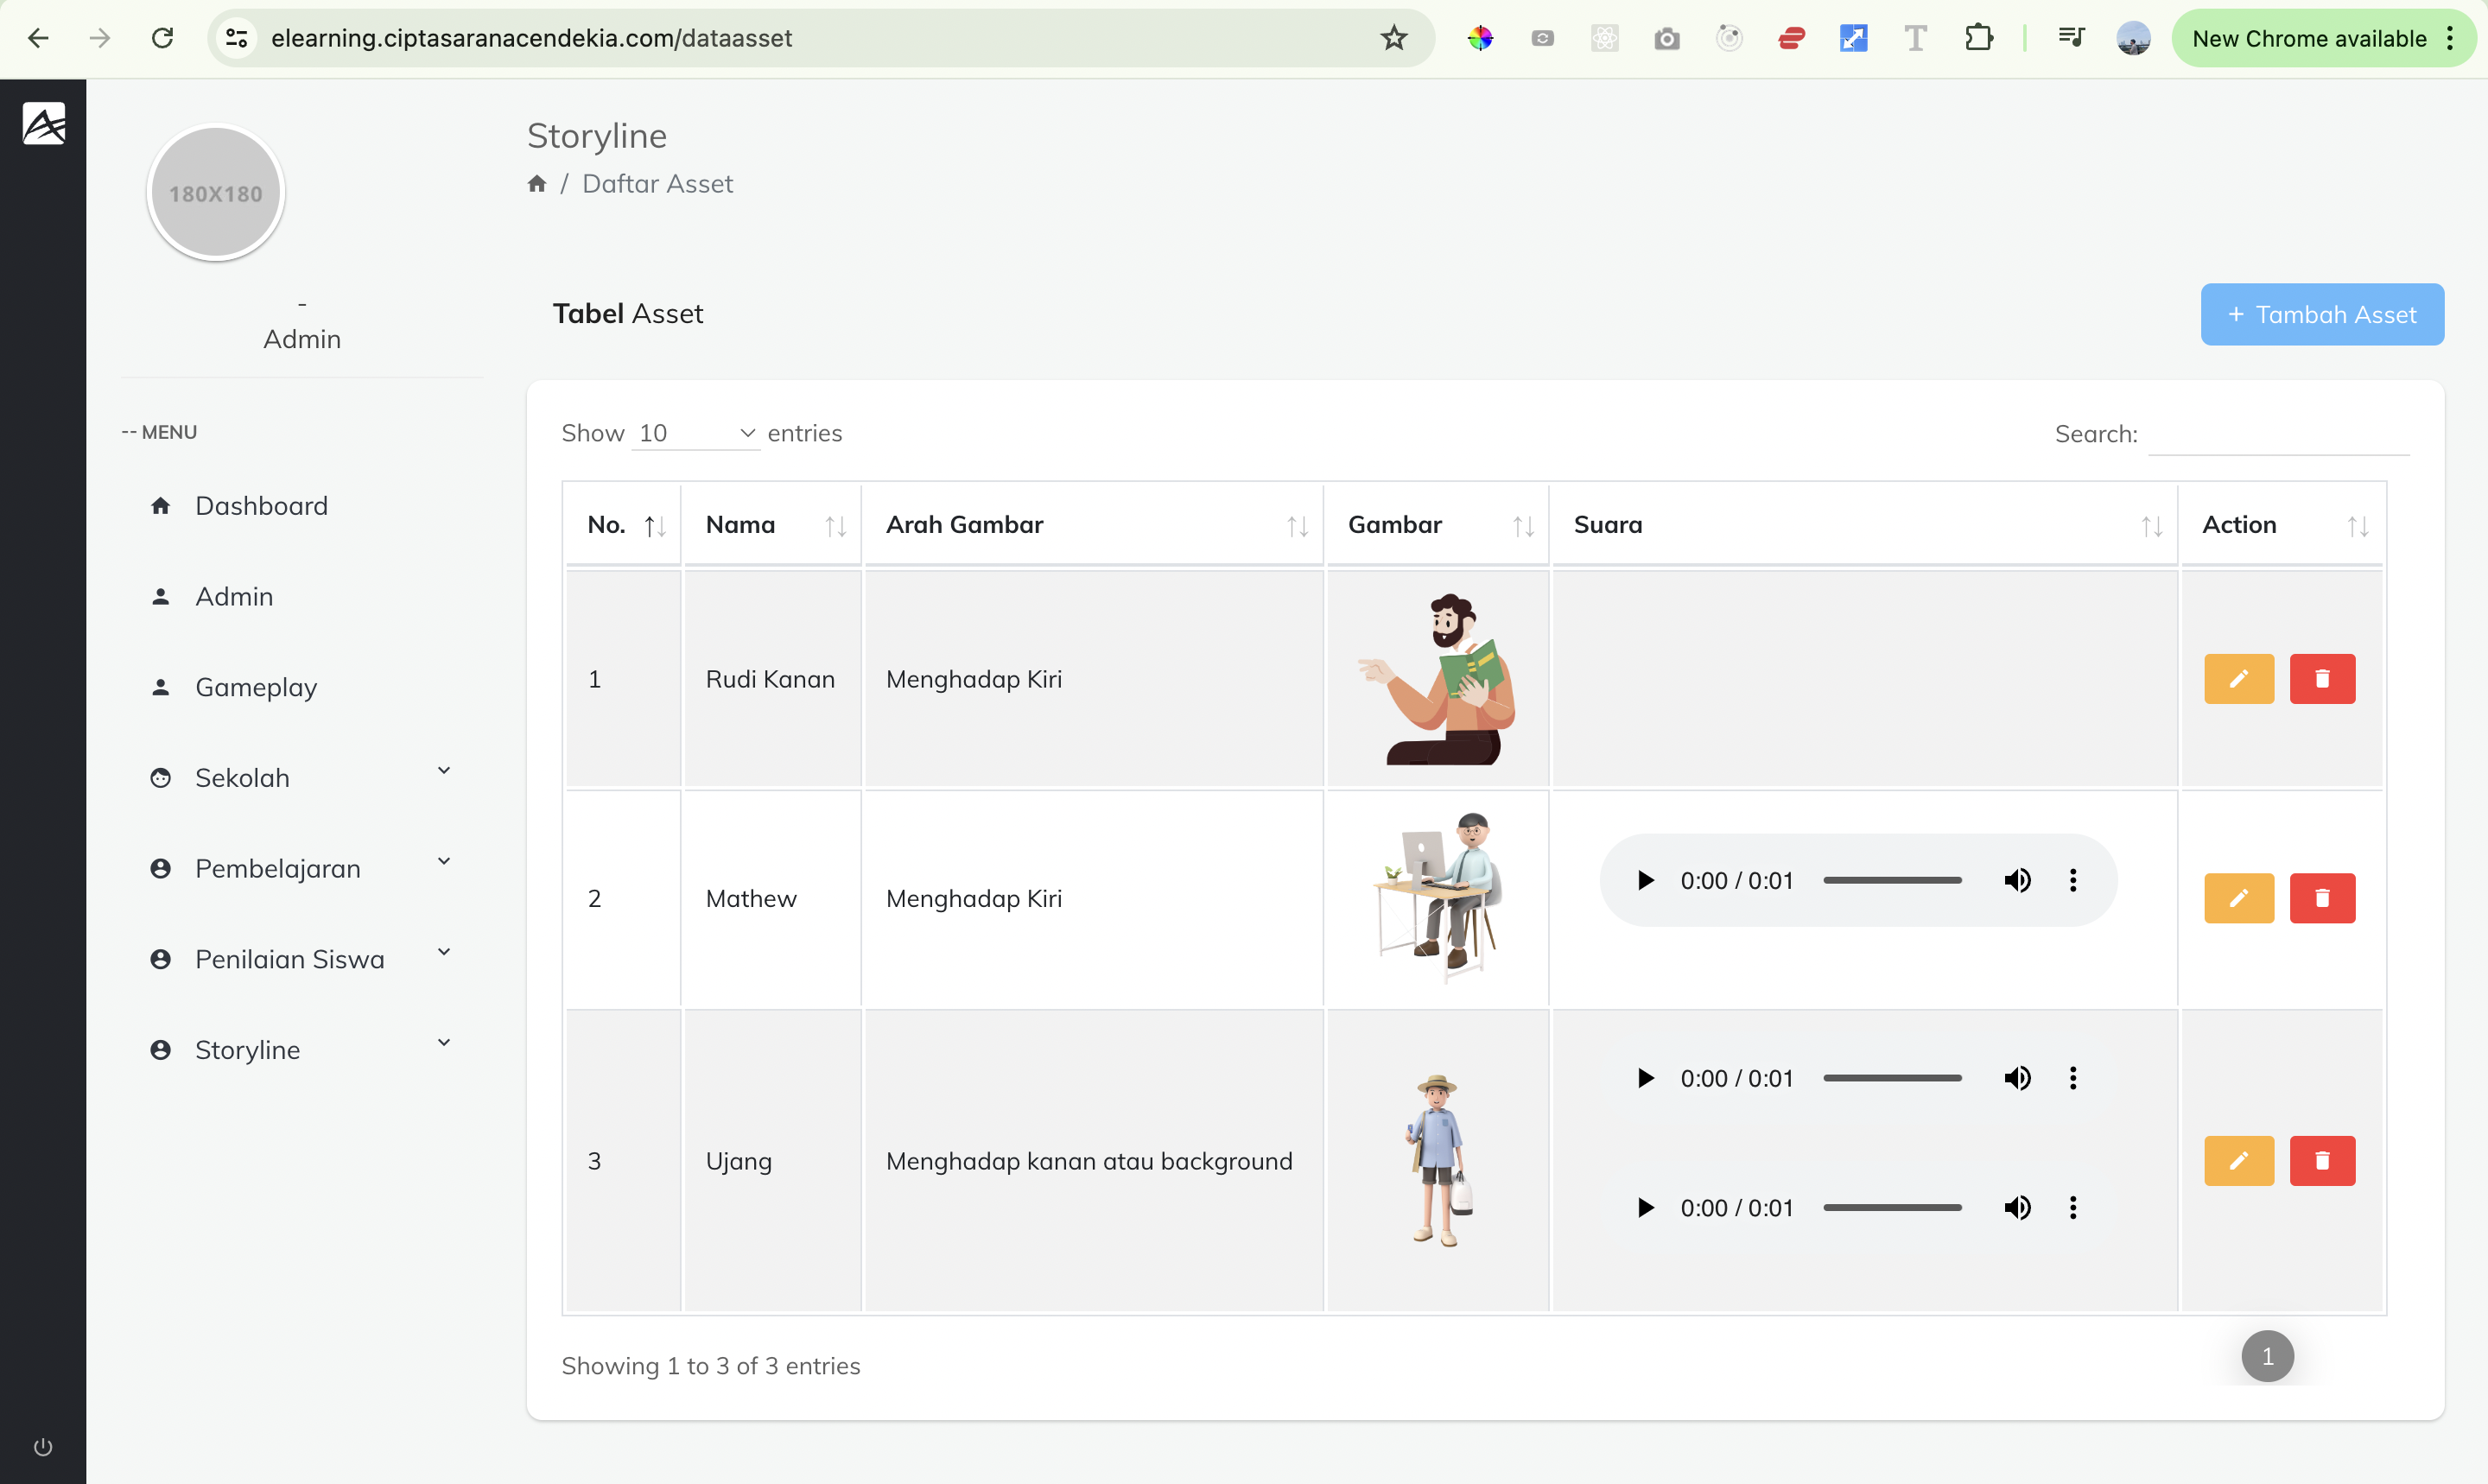 elearning.ciptasaranacendekia.com/dataasset
New Chrome available
180X180
-
Admin
-- MENU
Dashboard
Admin
Gameplay
Sekolah
Pembelajaran
Penilaian Siswa
Storyline
Storyline
/ Daftar Asset
Tabel Asset
+ Tambah Asset
Show 10 entries
Search:
No. Nama Arah Gambar Gambar Suara Action
1 Rudi Kanan Menghadap Kiri
2 Mathew Menghadap Kiri 0:00 / 0:01
3 Ujang Menghadap kanan atau background 0:00 / 0:01
0:00 / 0:01
Showing 1 to 3 of 3 entries
1